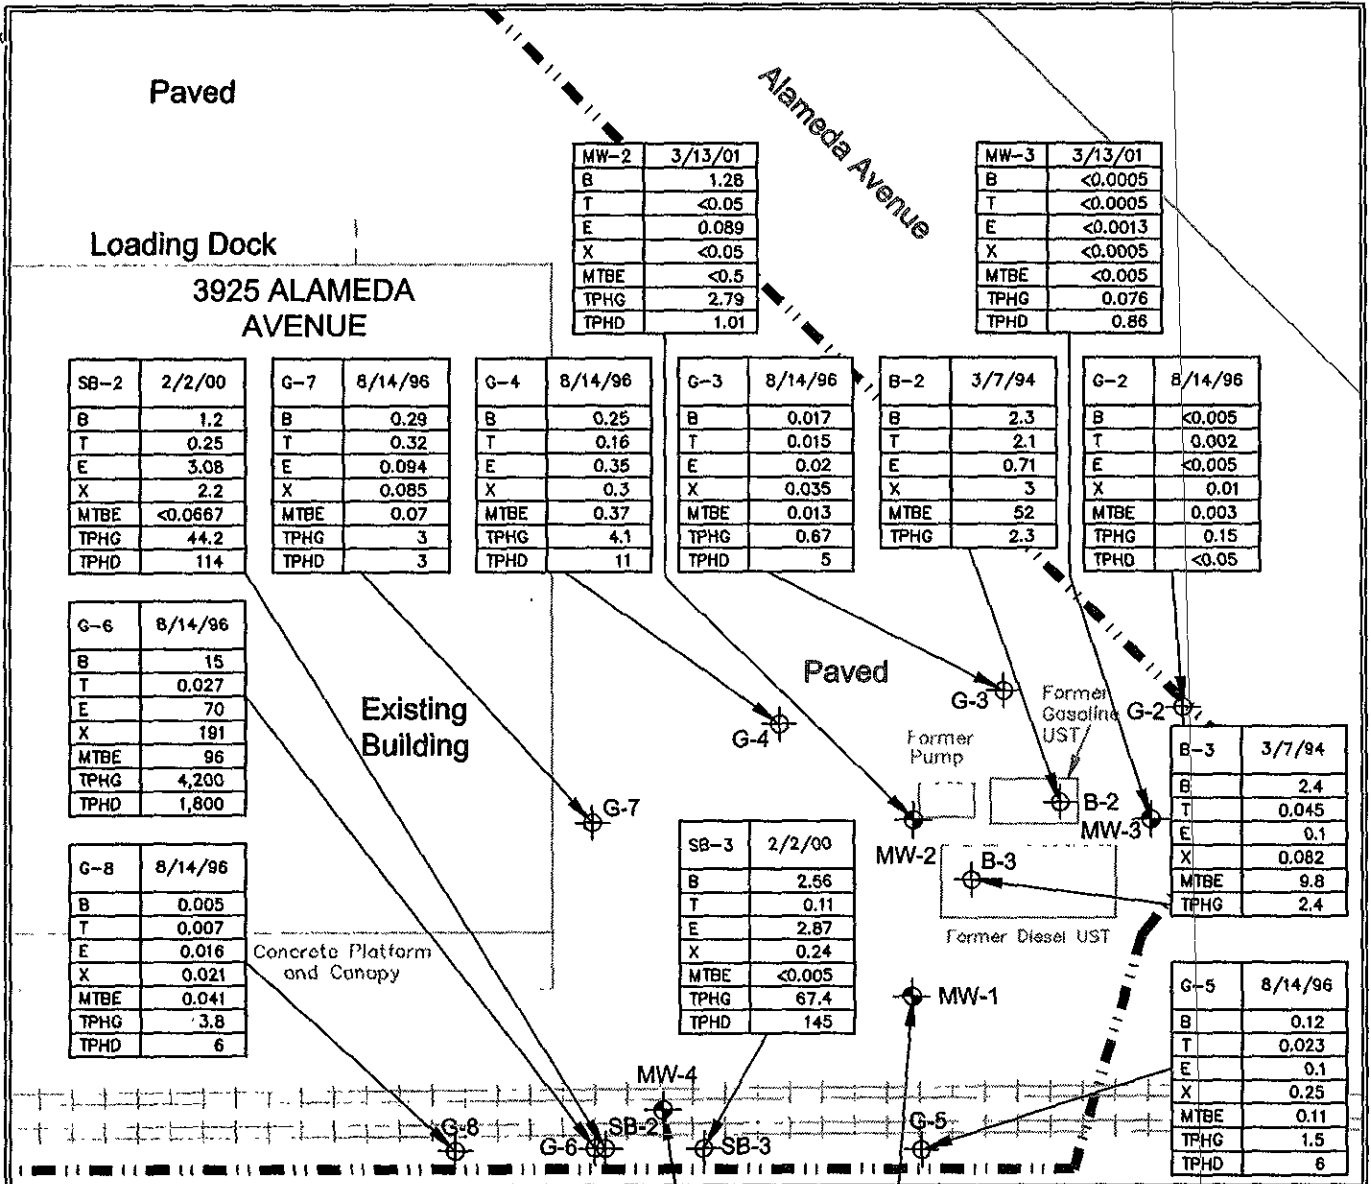 Paved
Alameda Avenue
MW-2 3/13/01
B 1.28
T <0.05
E 0.089
X <0.05
MTBE <0.5
TPHG 2.79
TPHD 1.01
MW-3 3/13/01
B <0.0005
T <0.0005
E <0.0013
X <0.0005
MTBE <0.005
TPHG 0.076
TPHD 0.86
Loading Dock
3925 ALAMEDA
AVENUE
SB-2 2/2/00
B 1.2
T 0.25
E 3.08
X 2.2
MTBE <0.0667
TPHG 44.2
TPHD 114
G-7 8/14/96
B 0.29
T 0.32
E 0.094
X 0.085
MTBE 0.07
TPHG 3
TPHD 3
G-4 8/14/96
B 0.25
T 0.16
E 0.35
X 0.3
MTBE 0.37
TPHG 4.1
TPHD 11
G-3 8/14/96
B 0.017
T 0.015
E 0.02
X 0.035
MTBE 0.013
TPHG 0.67
TPHD 5
B-2 3/7/94
B 2.3
T 2.1
E 0.71
X 3
MTBE 52
TPHG 2.3
G-2 8/14/96
B <0.005
T 0.002
E <0.005
X 0.01
MTBE 0.003
TPHG 0.15
TPHD <0.05
G-6 8/14/96
B 15
T 0.027
E 70
X 191
MTBE 96
TPHG 4,200
TPHD 1,800
Existing
Building
Paved
G-3
Former
Gasoline
UST
G-2
G-4
Former
Pump
B-3 3/7/94
B 2.4
T 0.045
E 0.1
X 0.082
MTBE 9.8
TPHG 2.4
G-7
B-2
MW-3
MW-2
B-3
SB-3 2/2/00
B 2.56
T 0.11
E 2.87
X 0.24
MTBE <0.005
TPHG 67.4
TPHD 145
G-8 8/14/96
B 0.005
T 0.007
E 0.016
X 0.021
MTBE 0.041
TPHG 3.8
TPHD 6
Concrete Platform
and Canopy
Former Diesel UST
MW-1
G-5 8/14/96
B 0.12
T 0.023
E 0.1
X 0.25
MTBE 0.11
TPHG 1.5
TPHD 6
MW-4
G-8
G-6
SB-2
SB-3
G-5